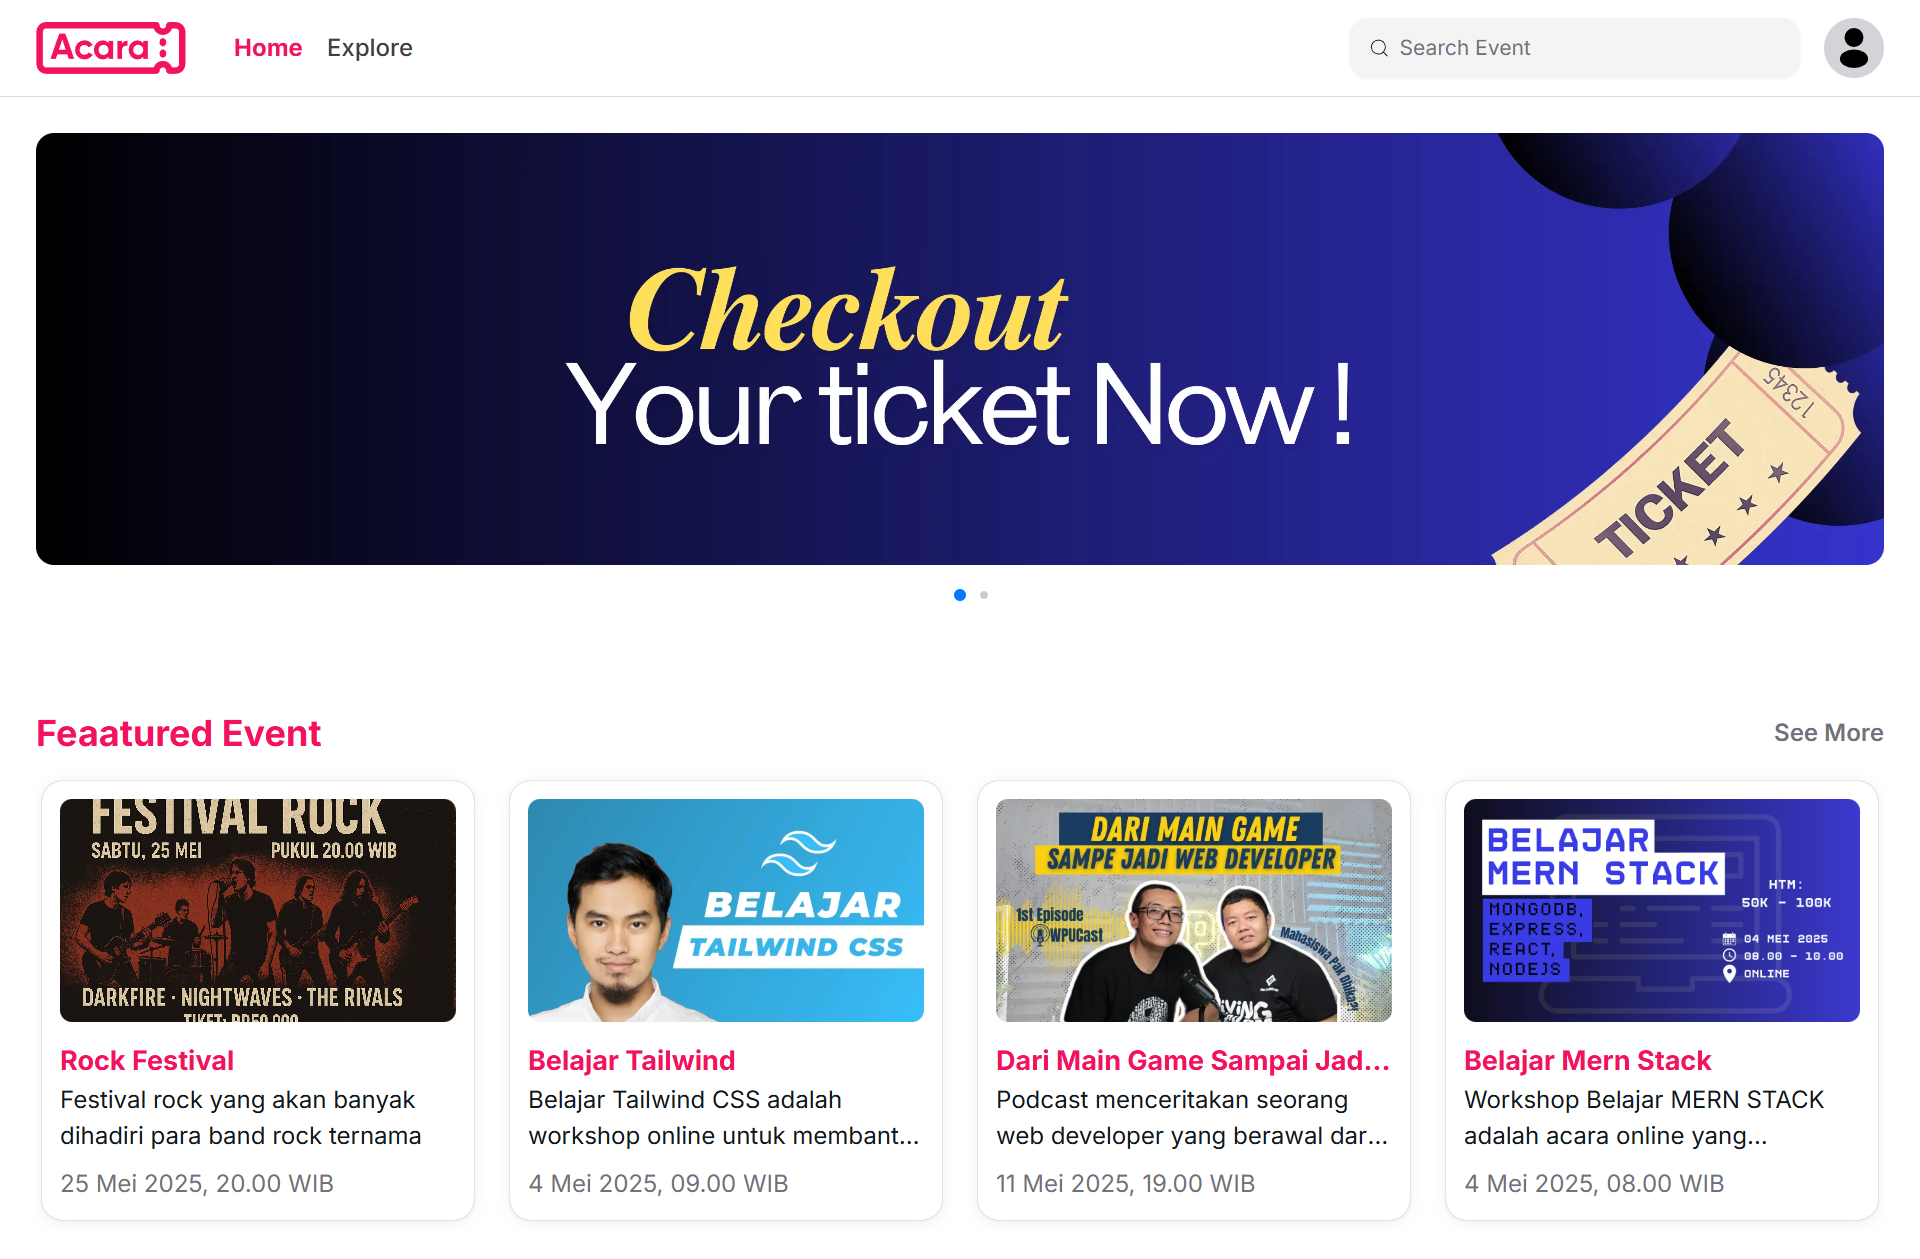 Acara
Home
Explore
Search Event
Checkout
Your ticket Now !
12345
TICKET
Feaatured Event
See More
FESTIVAL ROCK
SABTU, 25 MEI
PUKUL 20.00 WIB
DARKFIRE · NIGHTWAVES · THE RIVALS
TIKET: RP50.000
Rock Festival
Festival rock yang akan banyak
dihadiri para band rock ternama
25 Mei 2025, 20.00 WIB
BELAJAR
TAILWIND CSS
Belajar Tailwind
Belajar Tailwind CSS adalah
workshop online untuk membant...
4 Mei 2025, 09.00 WIB
DARI MAIN GAME
SAMPE JADI WEB DEVELOPER
1st Episode
WPUCast
Mahasiswa Pak Dhika?!
Dari Main Game Sampai Jad...
Podcast menceritakan seorang
web developer yang berawal dar...
11 Mei 2025, 19.00 WIB
BELAJAR
MERN STACK
MONGODB,
EXPRESS,
REACT,
NODEJS
HTM:
50K - 100K
04 MEI 2025
08.00 - 10.00
ONLINE
Belajar Mern Stack
Workshop Belajar MERN STACK
adalah acara online yang...
4 Mei 2025, 08.00 WIB